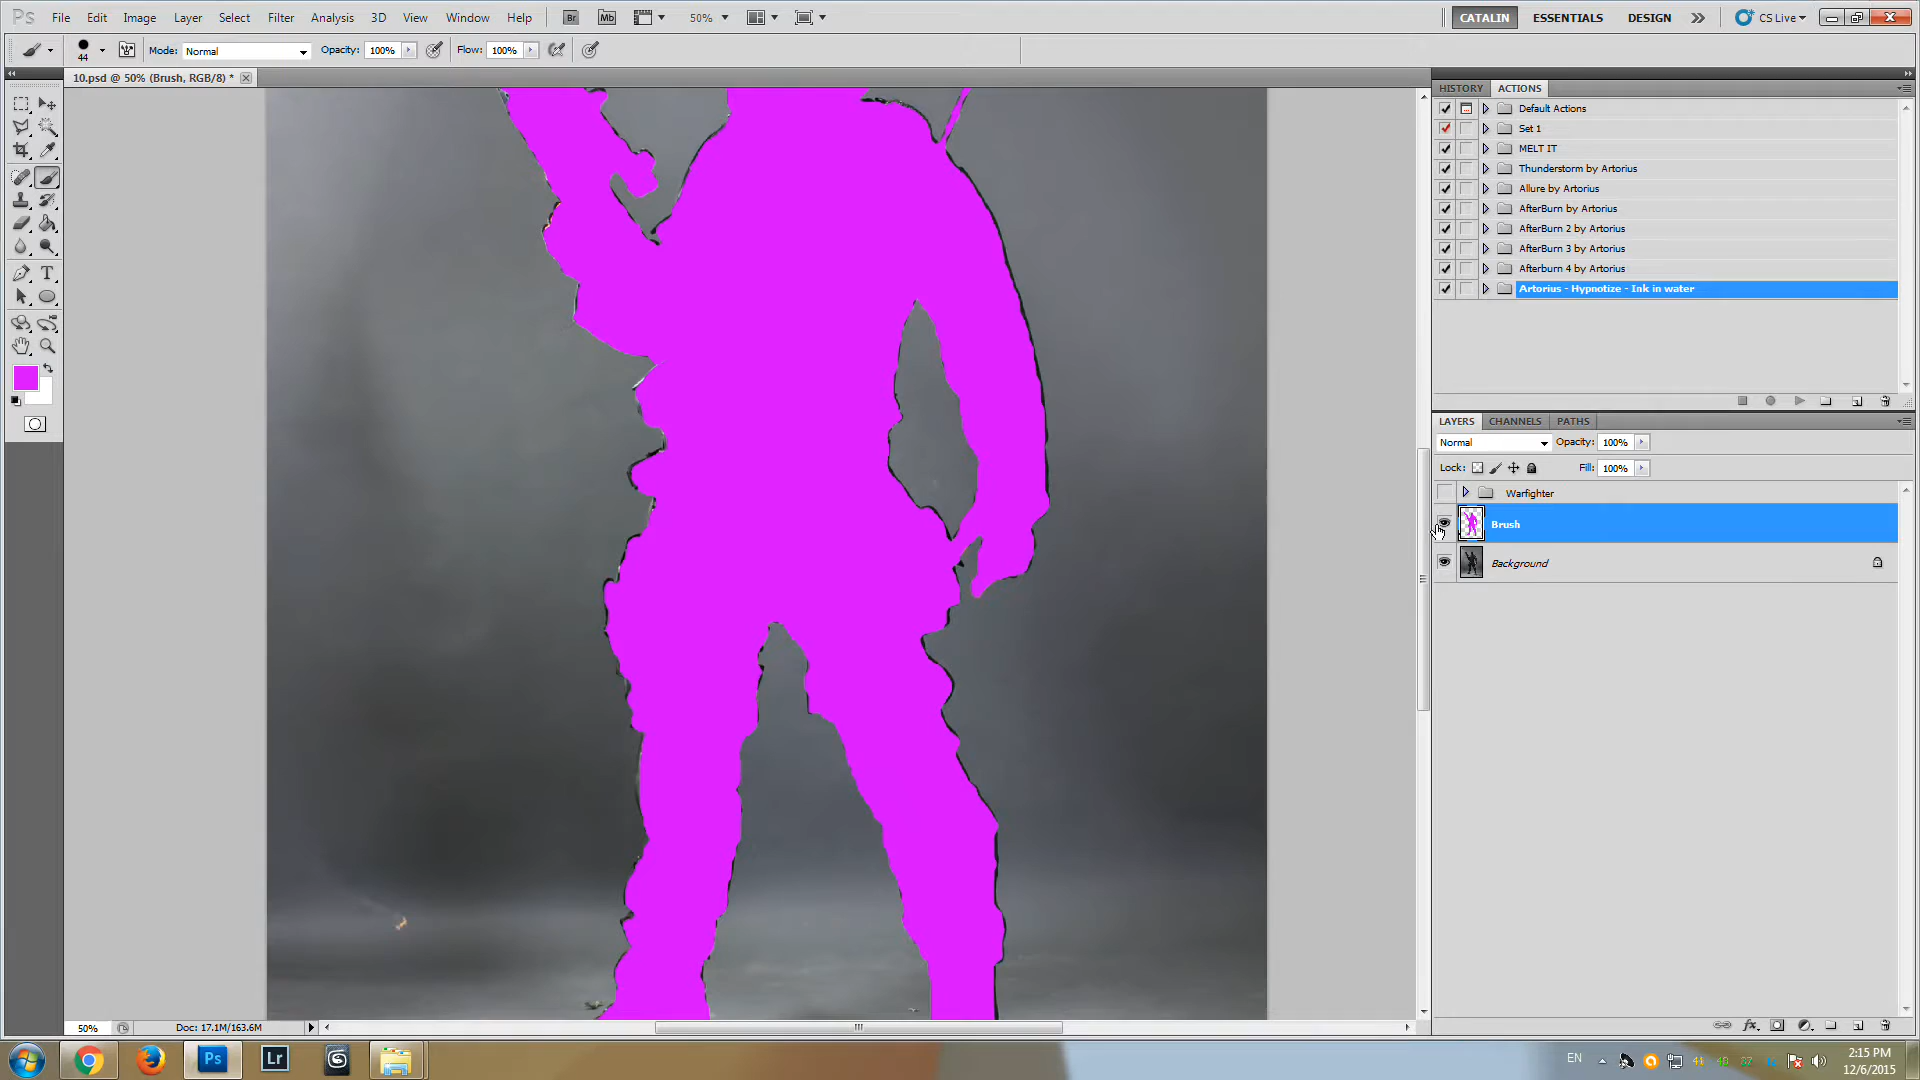 Ps File Edit Image Layer Select Filter Analysis 3D View Window Help Br Mb 50% CATALIN ESSENTIALS DESIGN CS Live
44 Mode: Normal Opacity: 100% Flow: 100%
10.psd @ 50% (Brush, RGB/8) *
HISTORY ACTIONS
Default Actions
Set 1
MELT IT
Thunderstorm by Artorius
Allure by Artorius
AfterBurn by Artorius
AfterBurn 2 by Artorius
AfterBurn 3 by Artorius
Afterburn 4 by Artorius
Artorius - Hypnotize - Ink in water
LAYERS CHANNELS PATHS
Normal Opacity: 100%
Lock: Fill: 100%
Warfighter
Brush
Background
50% Doc: 17.1M/163.6M
Ps Lr EN 2:15 PM
12/6/2015